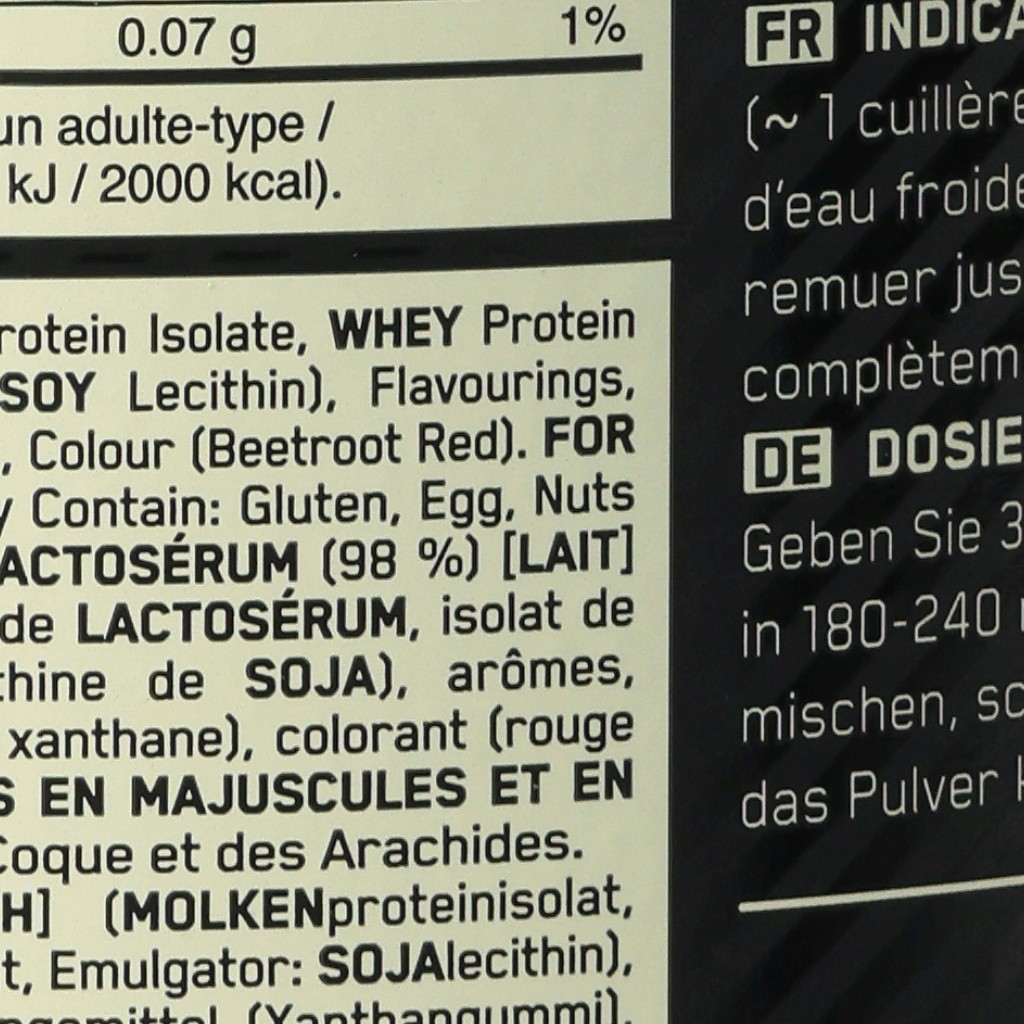 0.07 g 1%
un adulte-type /
kJ / 2000 kcal).
rotein Isolate, WHEY Protein
SOY Lecithin), Flavourings,
, Colour (Beetroot Red). FOR
y Contain: Gluten, Egg, Nuts
ACTOSÉRUM (98 %) [LAIT]
de LACTOSÉRUM, isolat de
thine de SOJA), arômes,
xanthane), colorant (rouge
S EN MAJUSCULES ET EN
Coque et des Arachides.
H] (MOLKENproteinisolat,
t, Emulgator: SOJAlecithin),
ngsmittel (Xanthangummi),
FR INDICA
(~ 1 cuillère
d'eau froide
remuer jus
complètem
DE DOSIE
Geben Sie 3
in 180-240
mischen, sc
das Pulver k